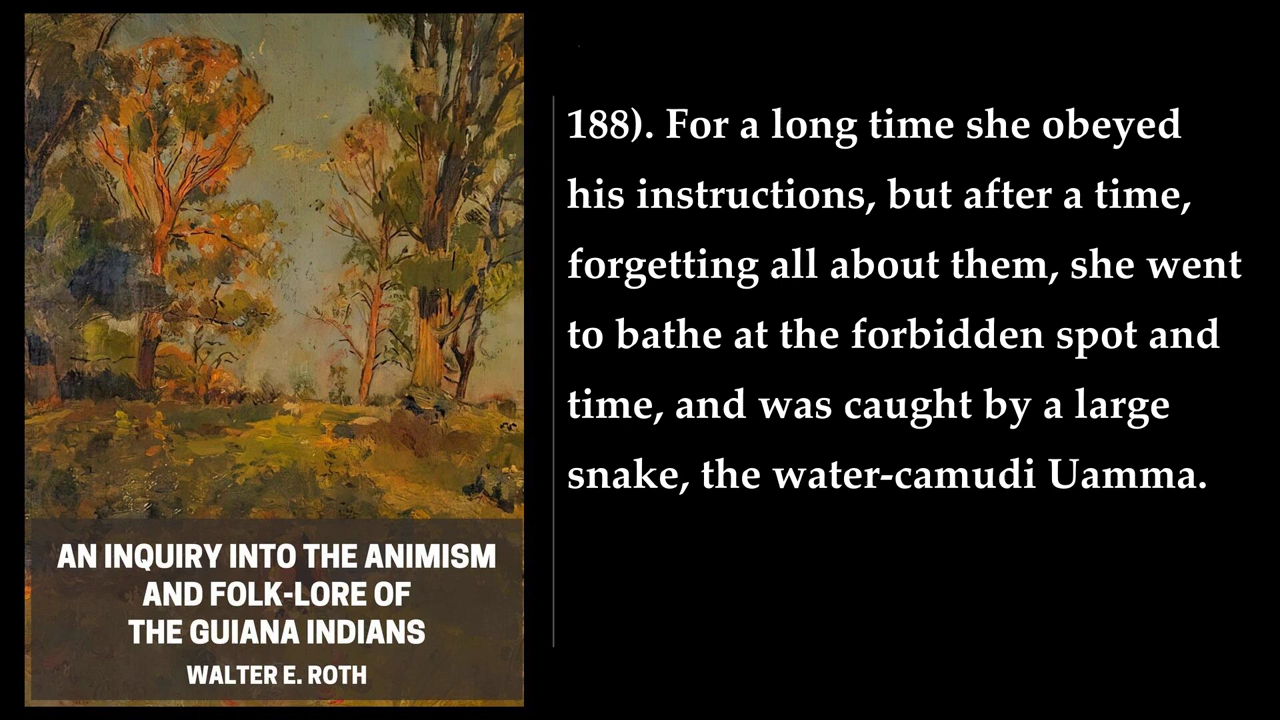 AN INQUIRY INTO THE ANIMISM
AND FOLK-LORE OF
THE GUIANA INDIANS
WALTER E. ROTH
188). For a long time she obeyed
his instructions, but after a time,
forgetting all about them, she went
to bathe at the forbidden spot and
time, and was caught by a large
snake, the water-camudi Uamma.